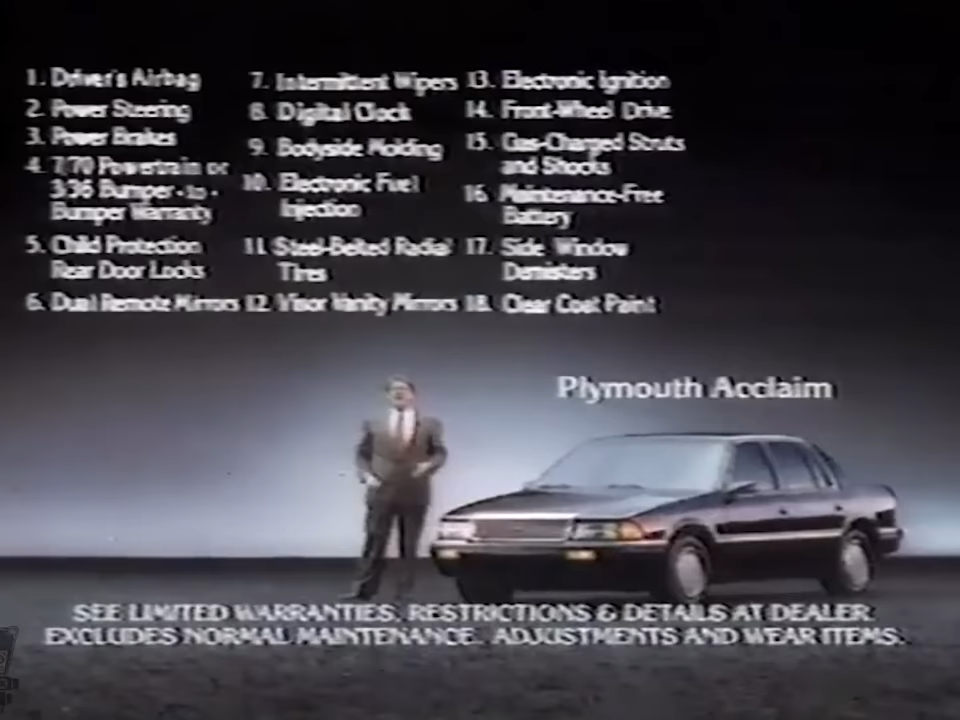 1. Driver's Airbag
2. Power Steering
3. Power Brakes
4. 7/70 Powertrain or
3/36 Bumper-to-
Bumper Warranty
5. Child Protection
Rear Door Locks
6. Dual Remote Mirrors
7. Intermittent Wipers
8. Digital Clock
9. Bodyside Molding
10. Electronic Fuel
Injection
11. Steel-Belted Radial
Tires
12. Visor Vanity Mirrors
13. Electronic Ignition
14. Front-Wheel Drive
15. Gas-Charged Struts
and Shocks
16. Maintenance-Free
Battery
17. Side Window
Demisters
18. Clear Coat Paint
Plymouth Acclaim
SEE LIMITED WARRANTIES, RESTRICTIONS & DETAILS AT DEALER.
EXCLUDES NORMAL MAINTENANCE, ADJUSTMENTS AND WEAR ITEMS.